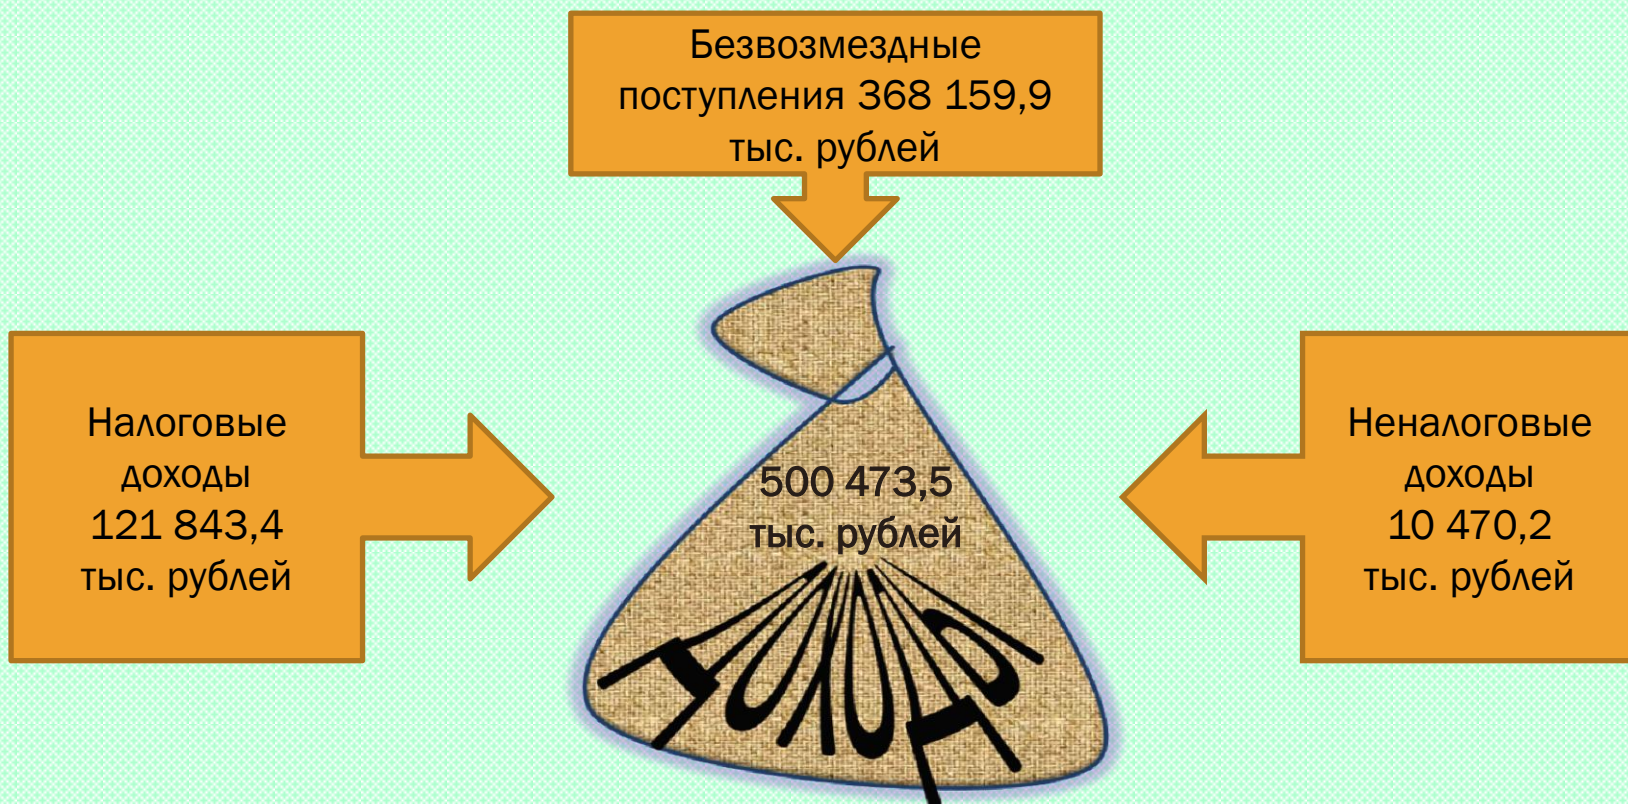 Безвозмездные
поступления 368 159,9
тыс. рублей
Налоговые
доходы
121 843,4
тыс. рублей
500 473,5
тыс. рублей
ДОХОДЫ
Неналоговые
доходы
10 470,2
тыс. рублей